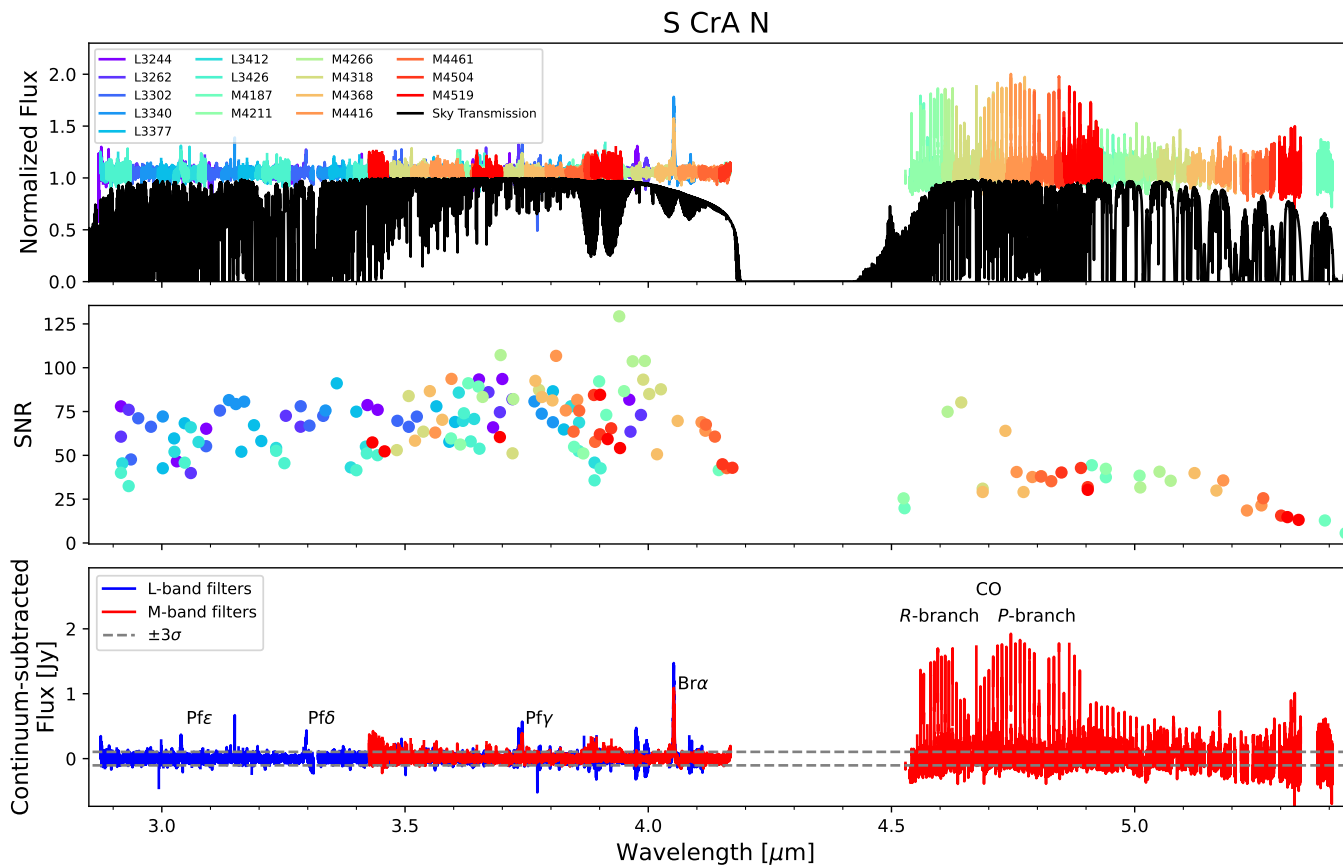 S CrA N
Normalized Flux
2.0
1.5
1.0
0.5
0.0
L3244
L3262
L3302
L3340
L3377
L3412
L3426
M4187
M4211
M4266
M4318
M4368
M4416
M4461
M4504
M4519
Sky Transmission
SNR
125
100
75
50
25
0
Continuum-subtracted
Flux [Jy]
2
1
0
L-band filters
M-band filters
±3σ
Pfε
Pfδ
Pfγ
Brα
CO
R-branch P-branch
3.0 3.5 4.0 4.5 5.0
Wavelength [μm]